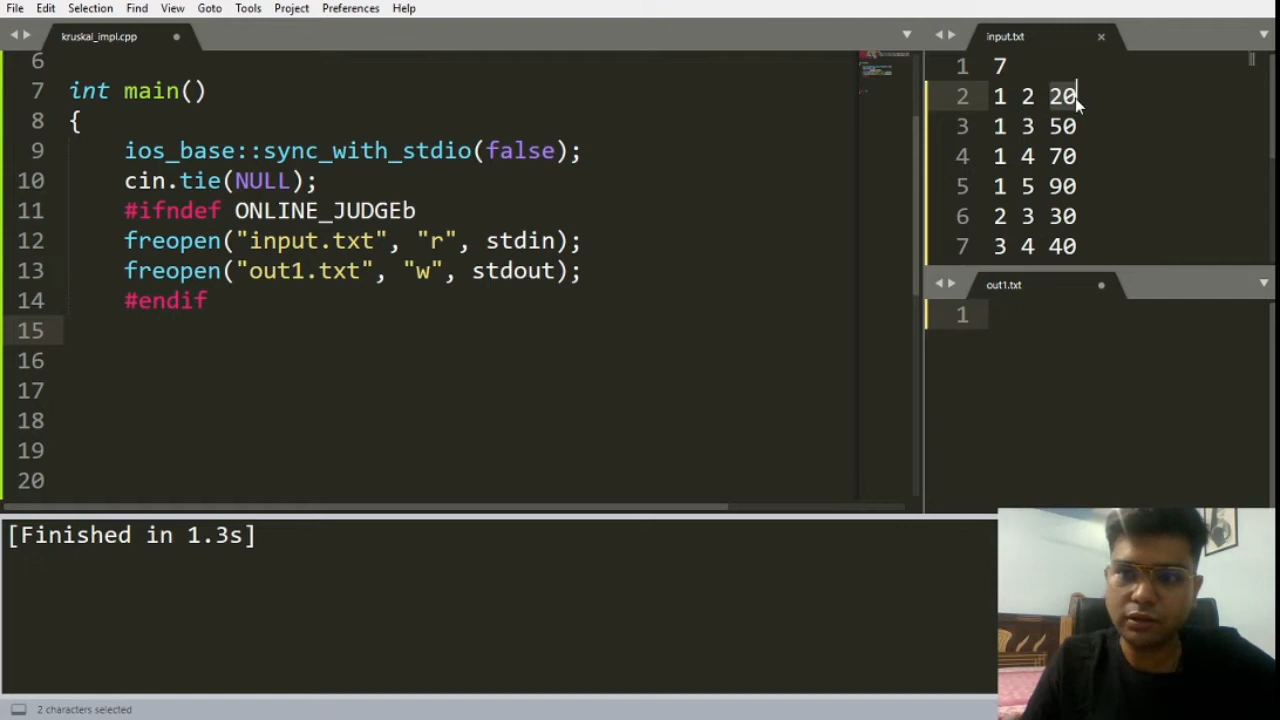 File Edit Selection Find View Goto Tools Project Preferences Help
kruskal_impl.cpp
6
7 int main()
8 {
9 ios_base::sync_with_stdio(false);
10 cin.tie(NULL);
11 #ifndef ONLINE_JUDGEb
12 freopen("input.txt", "r", stdin);
13 freopen("out1.txt", "w", stdout);
14 #endif
15
16
17
18
19
20
input.txt
1 7
2 1 2 20
3 1 3 50
4 1 4 70
5 1 5 90
6 2 3 30
7 3 4 40
out1.txt
1
[Finished in 1.3s]
2 characters selected